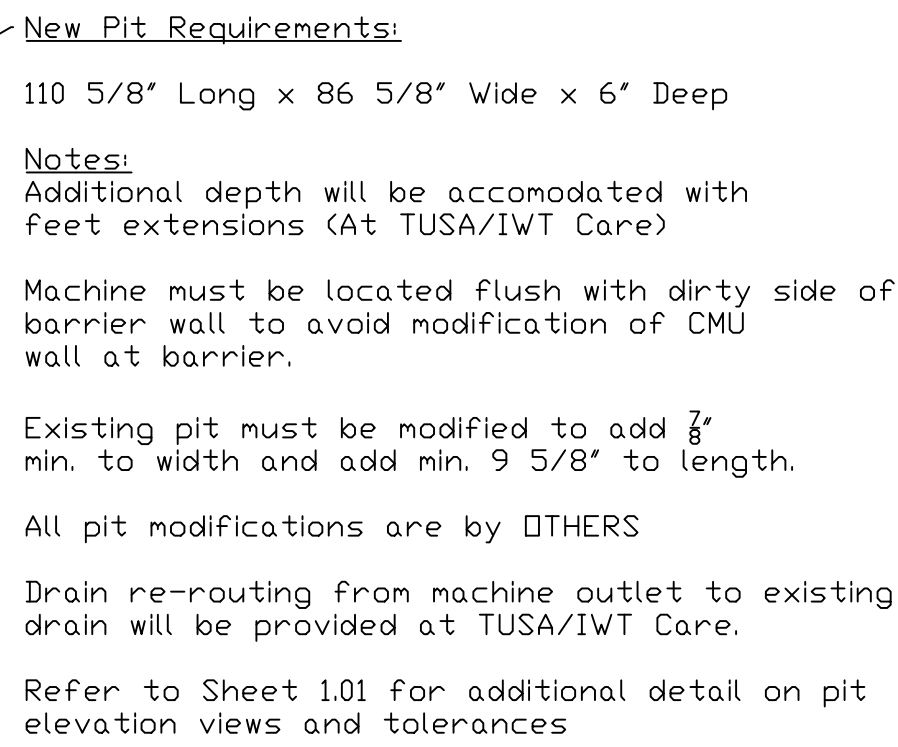 New Pit Requirements:
110 5/8" Long x 86 5/8" Wide x 6" Deep
Notes:
Additional depth will be accomodated with
feet extensions (At TUSA/IWT Care)
Machine must be located flush with dirty side of
barrier wall to avoid modification of CMU
wall at barrier.
Existing pit must be modified to add 7/8"
min. to width and add min. 9 5/8" to length.
All pit modifications are by OTHERS
Drain re-routing from machine outlet to existing
drain will be provided at TUSA/IWT Care.
Refer to Sheet 1.01 for additional detail on pit
elevation views and tolerances